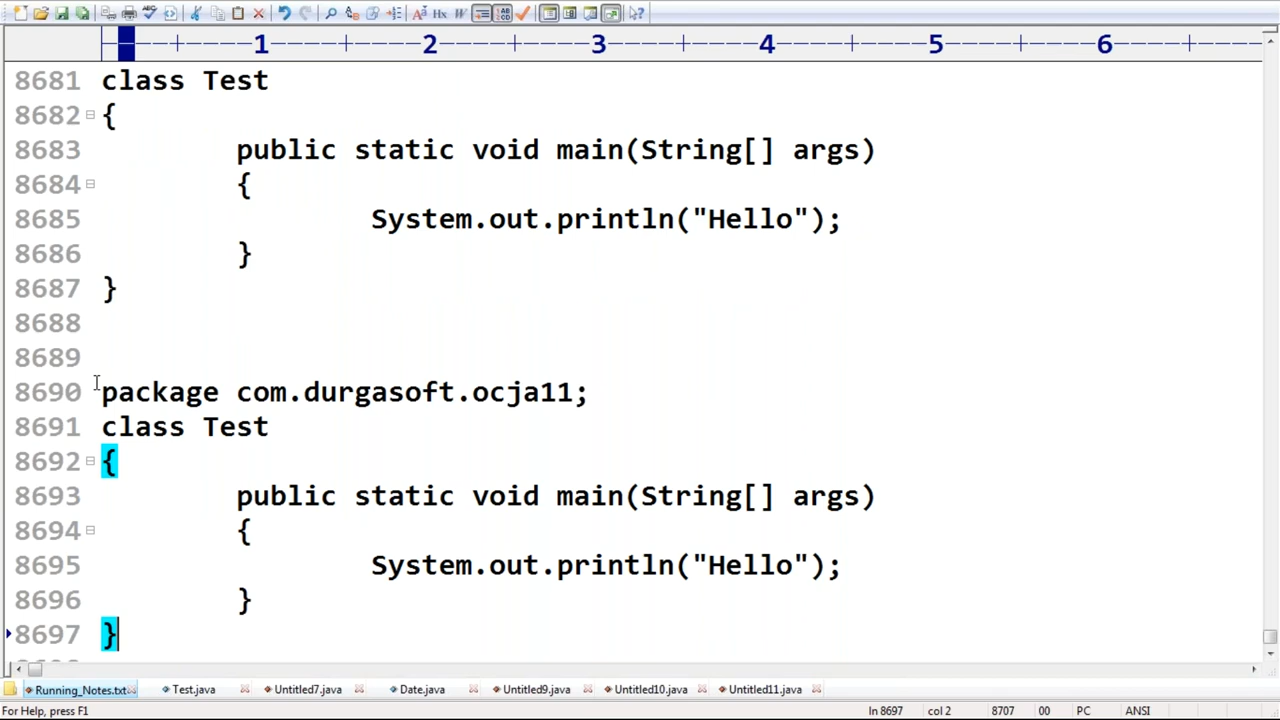 1 2 3 4 5 6
8681 class Test
8682 {
8683 public static void main(String[] args)
8684 {
8685 System.out.println("Hello");
8686 }
8687 }
8688
8689
8690 package com.durgasoft.ocja11;
8691 class Test
8692 {
8693 public static void main(String[] args)
8694 {
8695 System.out.println("Hello");
8696 }
8697 }
Running_Notes.txt Test.java Untitled7.java Date.java Untitled9.java Untitled10.java Untitled11.java
For Help, press F1 ln 8697 col 2 8707 00 PC ANSI